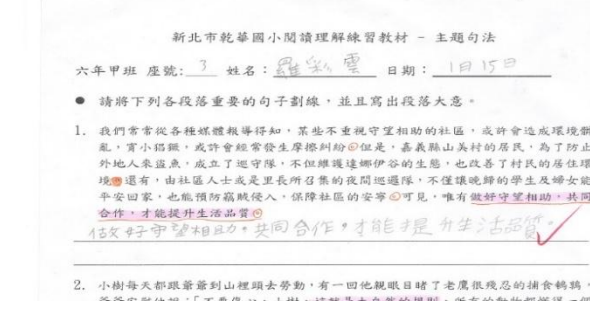 新北市乾華國小閱讀理解練習教材 - 主題句法
六年甲班 座號: 3 姓名：羅彩雲 日期：1月15日
● 請將下列各段落重要的句子劃線，並且寫出段落大意。
1. 我們常常從各種媒體報導得知，某些不重視守望相助的社區，或許會造成環境髒
亂，宵小猖獗，或許會經常發生摩擦糾紛。但是，嘉義縣山美村的居民，為了防止
外地人來盜魚，成立了巡守隊，不但維護達娜伊谷的生態，也改善了村民的居住環
境。還有，由社區人士或是里長所召集的夜間巡邏隊，不僅讓晚歸的學生及婦女能
平安回家，也能預防竊賊侵入，保障社區的安寧。可見，唯有做好守望相助，共同
合作，才能提升生活品質。
做好守望相助。共同合作，才能提升生活品質。
2. 小樹每天都跟爺爺到山裡頭去勞動，有一回他親眼目睹了老鷹很殘忍的捕食鵪鶉，